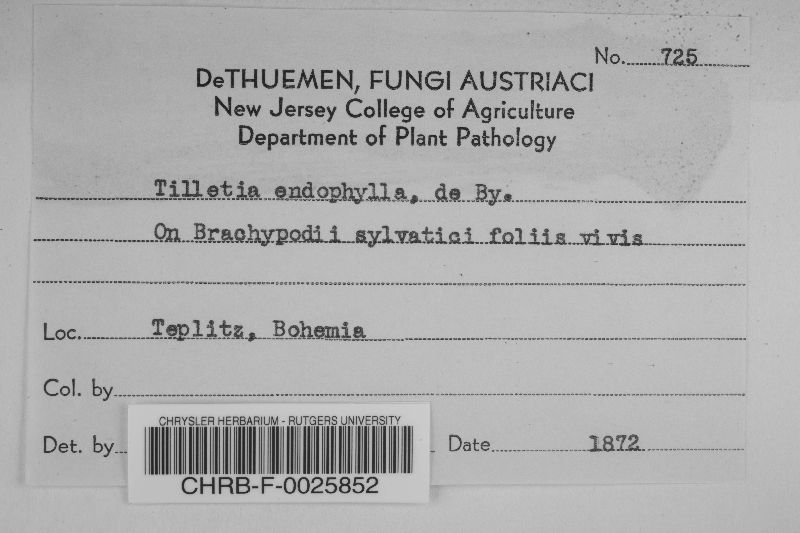 No. 725
DeTHUEMEN, FUNGI AUSTRIACI
New Jersey College of Agriculture
Department of Plant Pathology
Tilletia endophylla, de By.
On Brachypodii sylvatici foliis vivis
Loc. Teplitz, Bohemia
Col. by
Det. by
Date 1872
CHRYSLER HERBARIUM - RUTGERS UNIVERSITY
CHRB-F-0025852